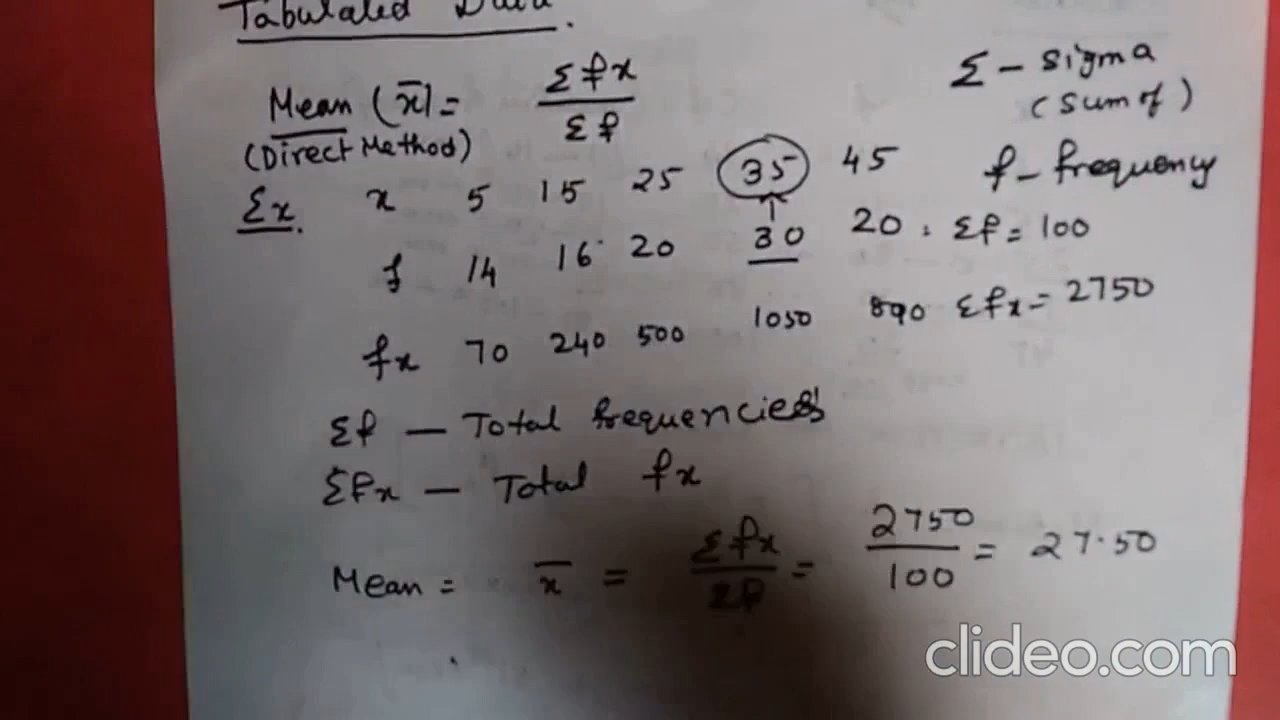 Tabulated Data.
Mean (x̄) = Σfx / Σf
Σ - sigma
(sum of)
(Direct Method)
f - frequency
Ex. x 5 15 25 35 45
f 14 16 20 30 20 . Σf = 100
fx 70 240 500 1050 890 Σfx = 2750
Σf — Total frequencies
Σfx — Total fx
Mean = x̄ = Σfx / Σf = 2750 / 100 = 27.50
clideo.com